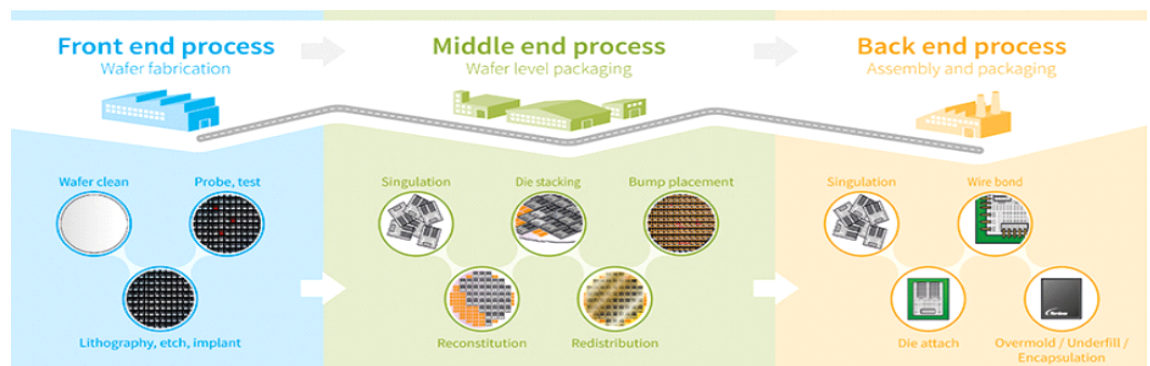 Front end process
Wafer fabrication
Middle end process
Wafer level packaging
Back end process
Assembly and packaging
Wafer clean
Probe, test
Lithography, etch, implant
Singulation
Die stacking
Bump placement
Reconstitution
Redistribution
Singulation
Wire bond
Die attach
Overmold / Underfill /
Encapsulation